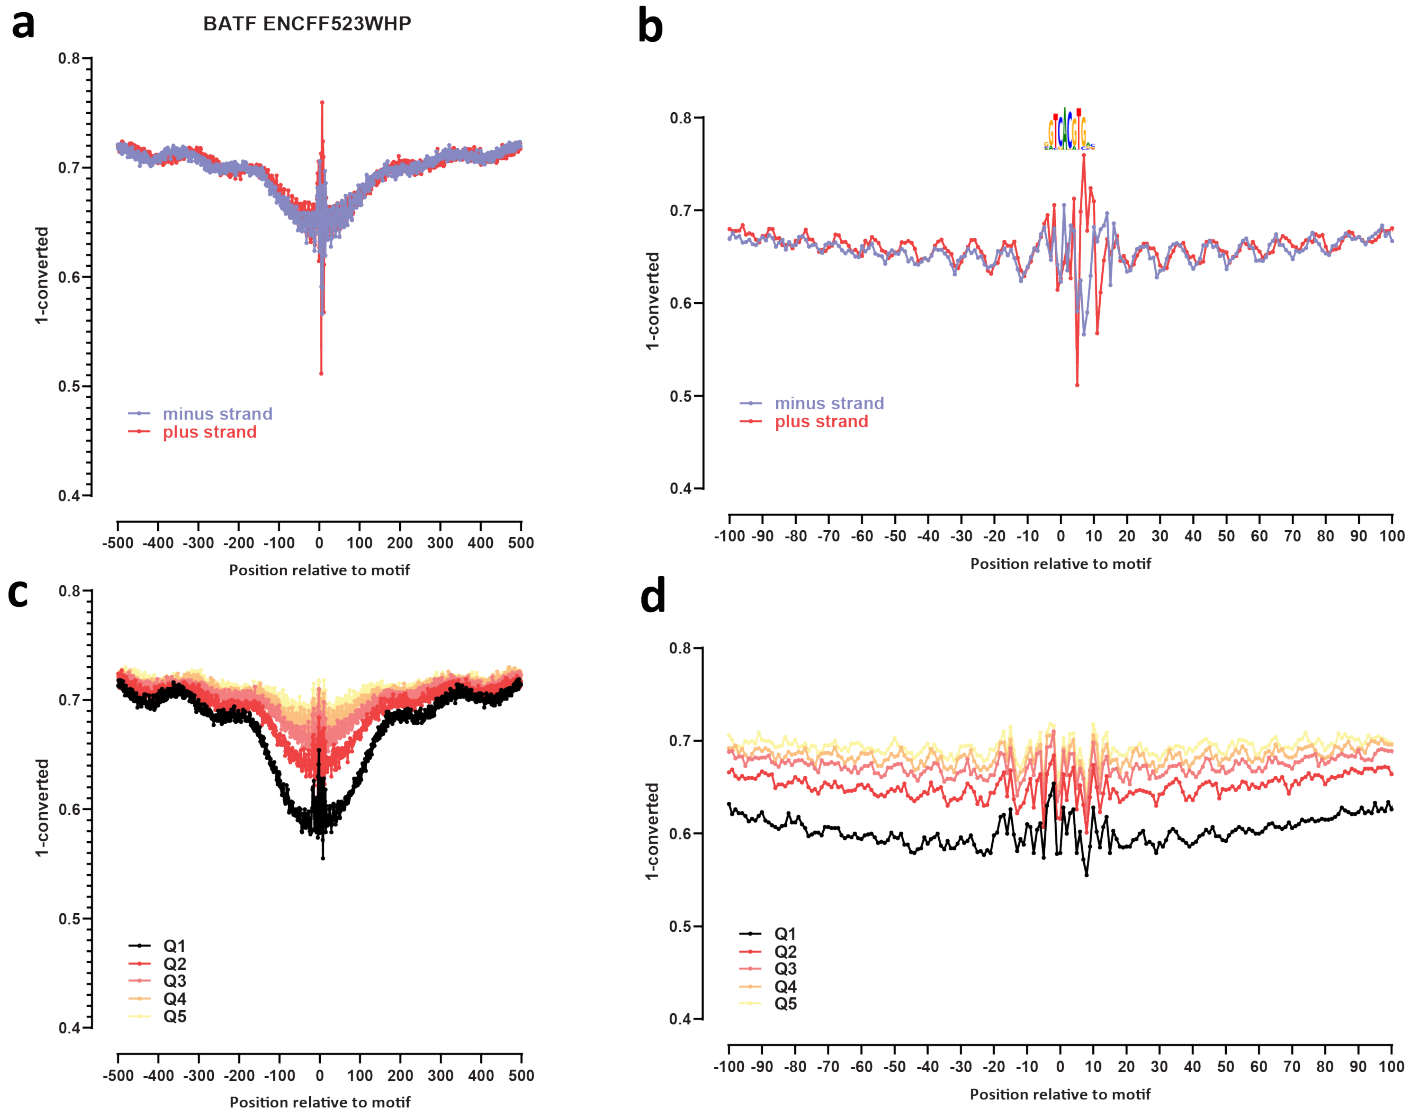 a
BATF ENCFF523WHP
0.8
0.7
0.6
0.5
0.4
1-converted
minus strand
plus strand
-500 -400 -300 -200 -100 0 100 200 300 400 500
Position relative to motif
b
0.8
0.7
0.6
0.5
0.4
1-converted
GTCACGTG
minus strand
plus strand
-100 -90 -80 -70 -60 -50 -40 -30 -20 -10 0 10 20 30 40 50 60 70 80 90 100
Position relative to motif
c
0.8
0.7
0.6
0.5
0.4
1-converted
Q1
Q2
Q3
Q4
Q5
-500 -400 -300 -200 -100 0 100 200 300 400 500
Position relative to motif
d
0.8
0.7
0.6
0.5
0.4
1-converted
Q1
Q2
Q3
Q4
Q5
-100 -90 -80 -70 -60 -50 -40 -30 -20 -10 0 10 20 30 40 50 60 70 80 90 100
Position relative to motif